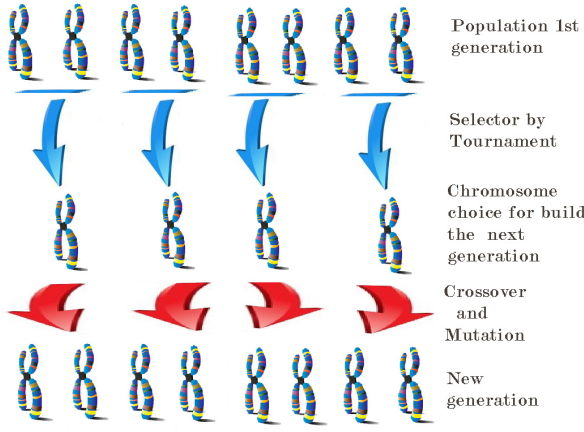 Population 1st
generation
Selector by
Tournament
Chromosome
choice for build
the next
generation
Crossover
and
Mutation
New
generation